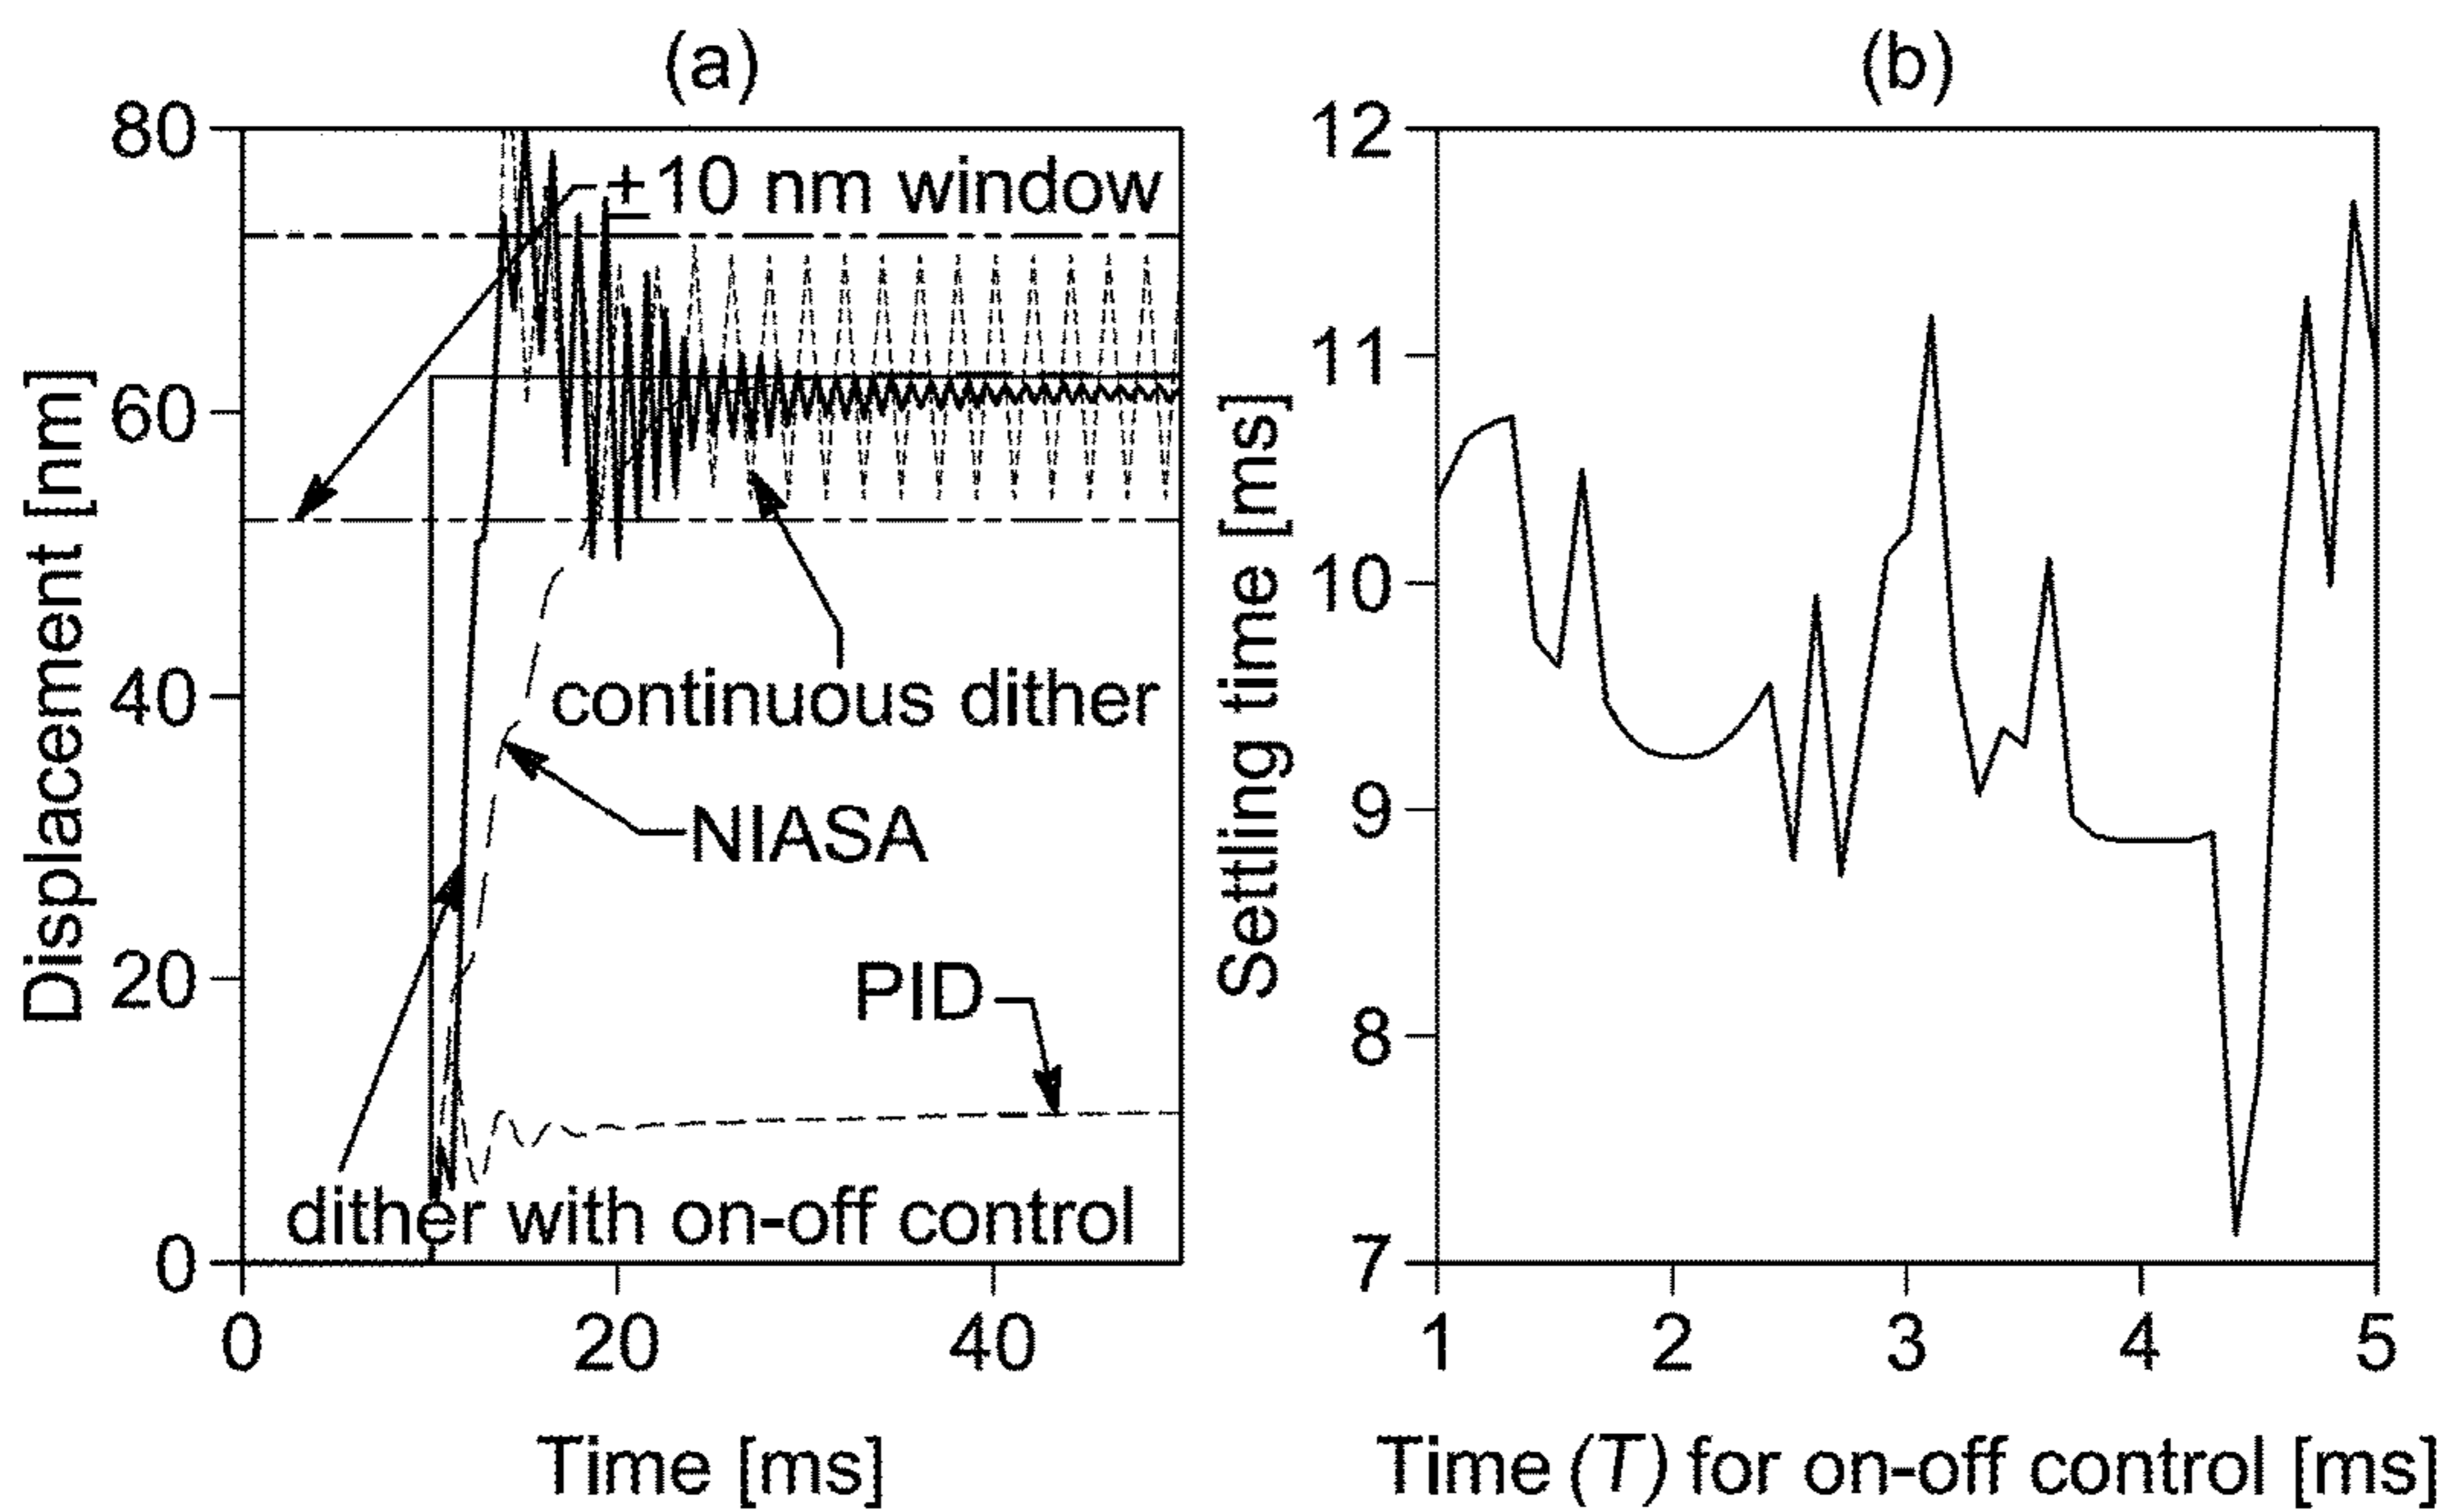 (a)
80
60
40
20
0
Displacement [nm]
±10 nm window
continuous dither
NIASA
PID
dither with on-off control
0
20
40
Time [ms]
(b)
12
11
10
9
8
7
Settling time [ms]
1
2
3
4
5
Time (T) for on-off control [ms]